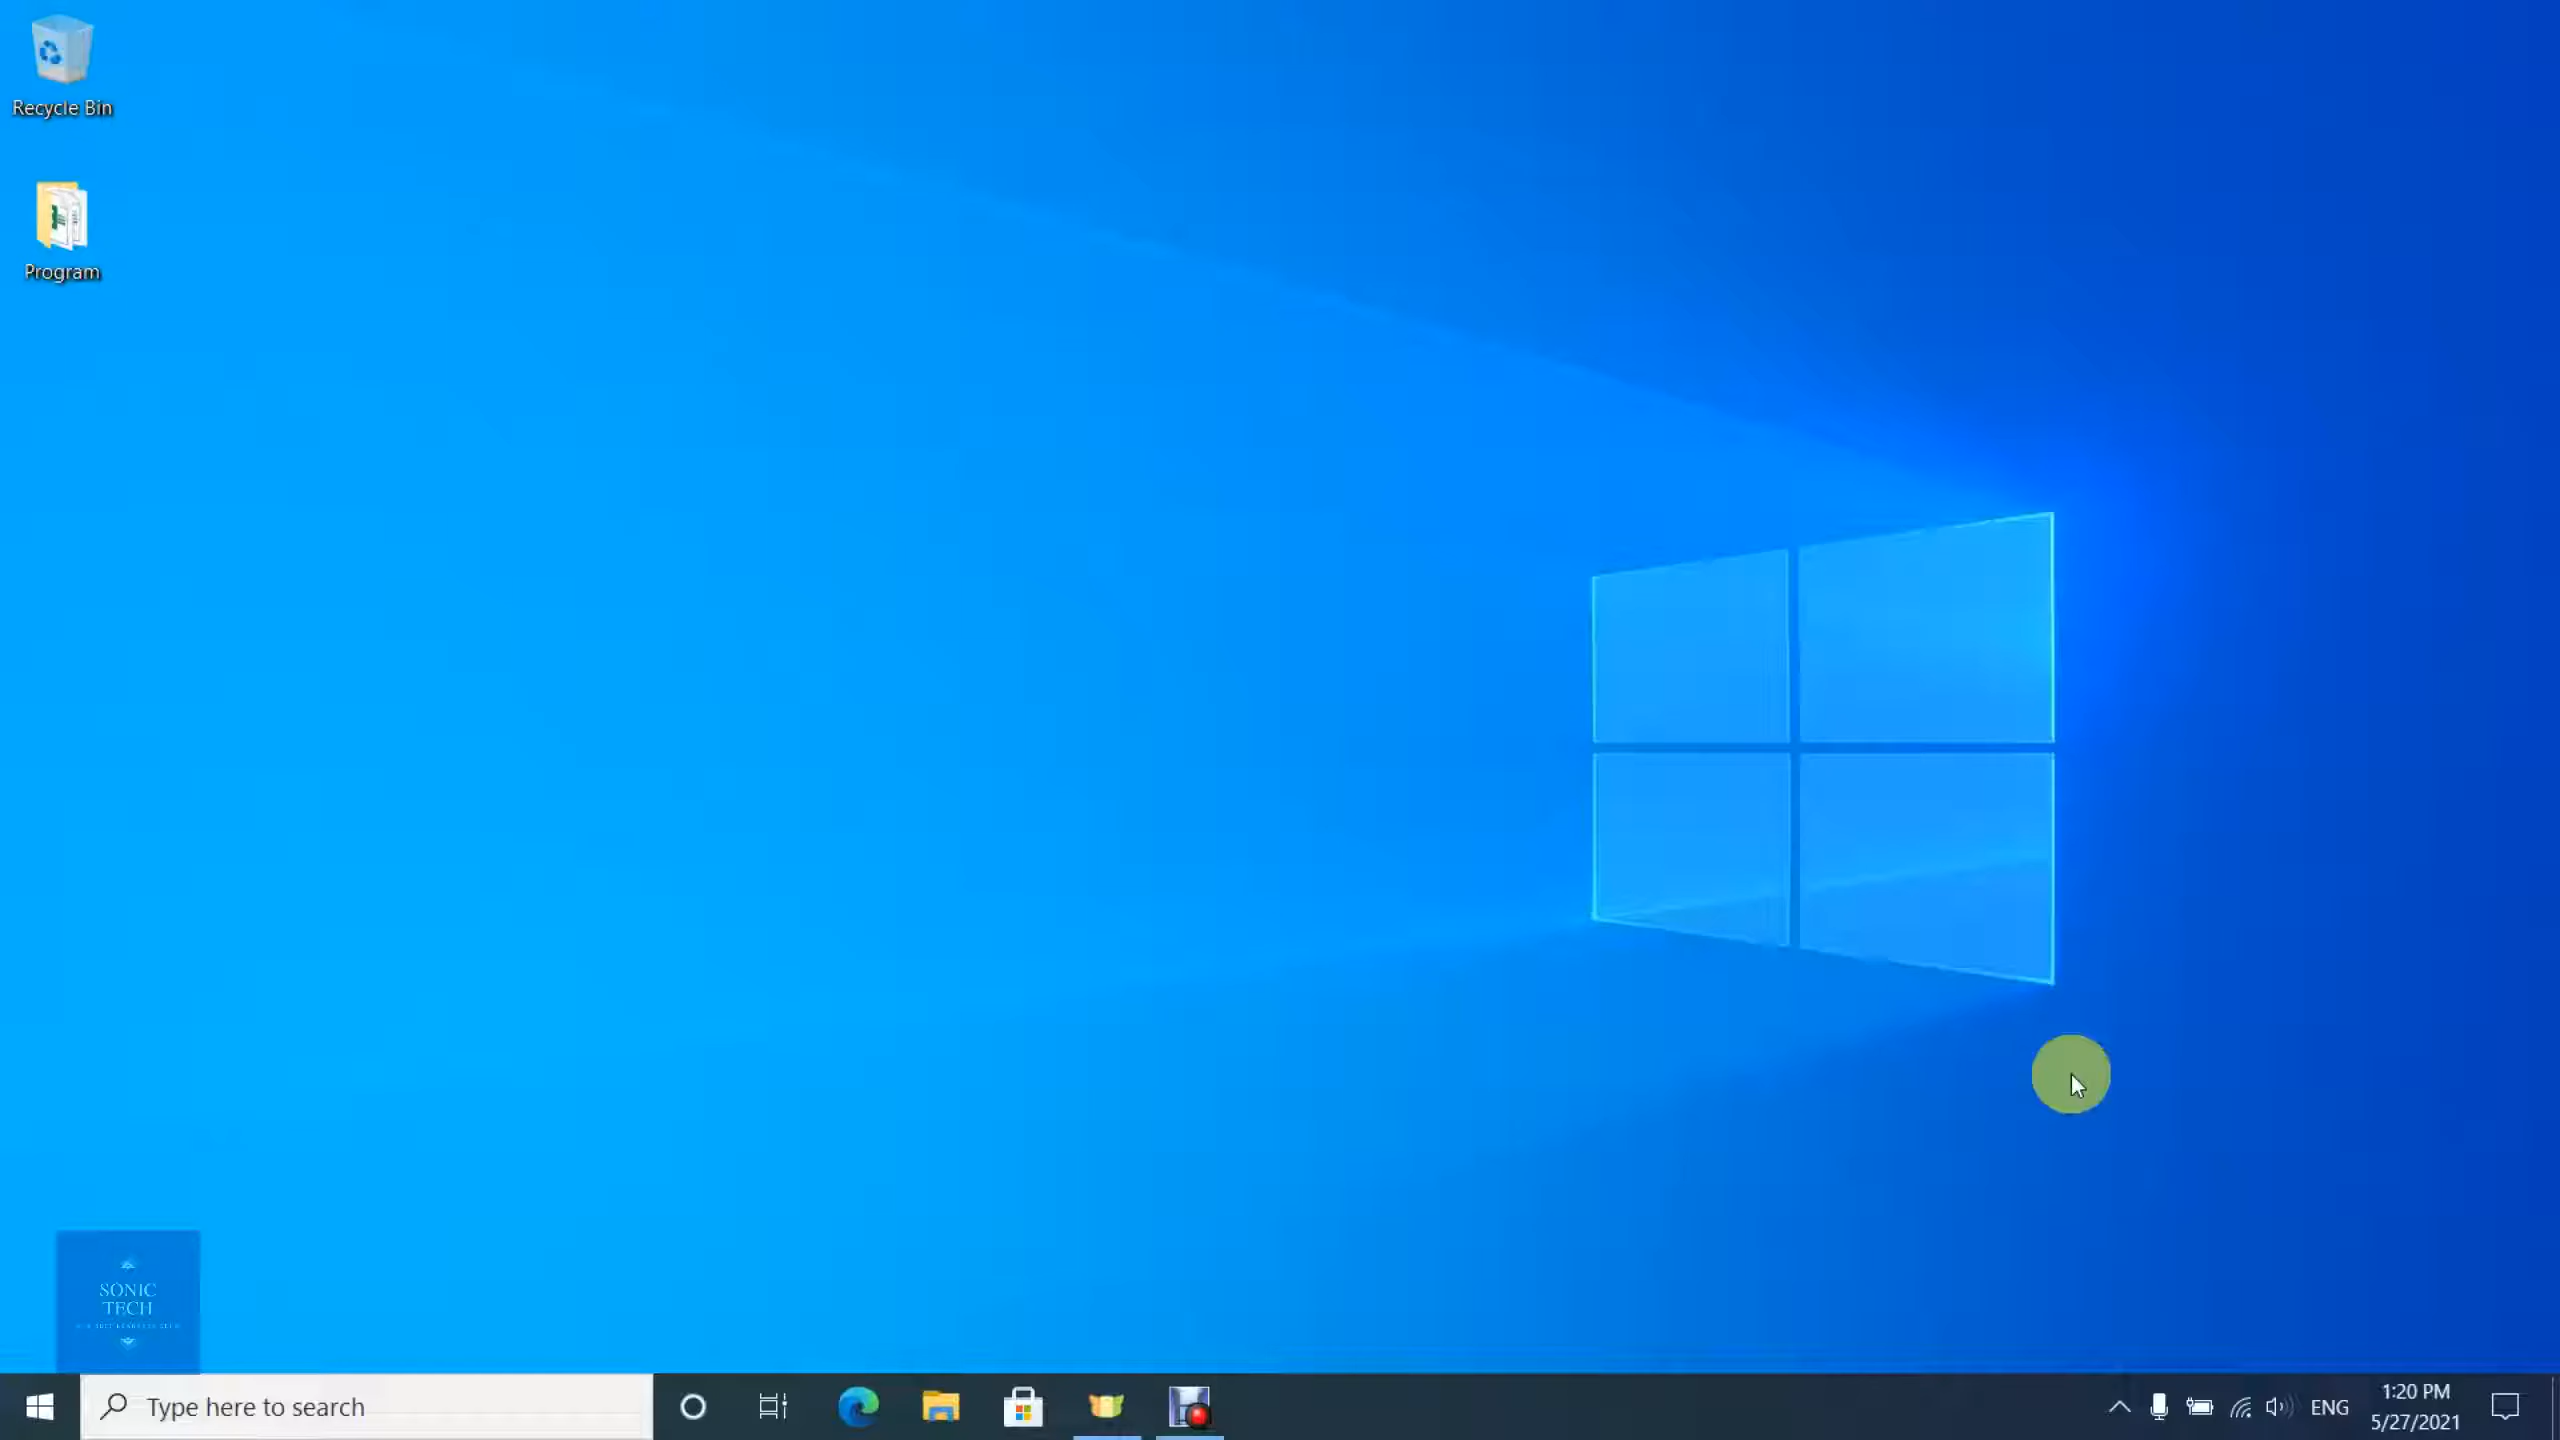 Recycle Bin
Program
SONIC
TECH
Type here to search
ENG
1:20 PM
5/27/2021